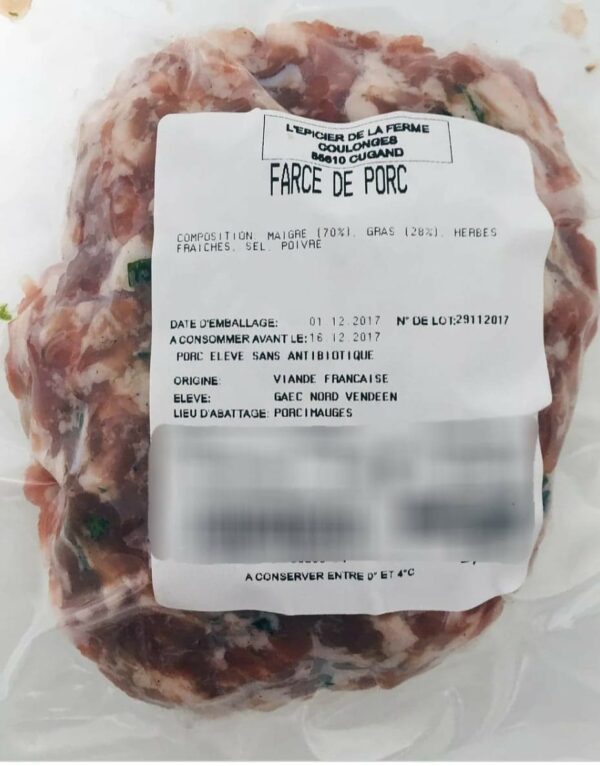 L'EPICIER DE LA FERME
COULONGES
85610 CUGAND
FARCE DE PORC
COMPOSITION: MAIGRE (70%), GRAS (28%), HERBES
FRAICHES, SEL, POIVRE
DATE D'EMBALLAGE: 01.12.2017 N° DE LOT:29112017
A CONSOMMER AVANT LE:16.12.2017
PORC ELEVE SANS ANTIBIOTIQUE
ORIGINE: VIANDE FRANCAISE
ELEVE: GAEC NORD VENDEEN
LIEU D'ABATTAGE: PORCIMAUGES
A CONSERVER ENTRE 0° ET 4°C